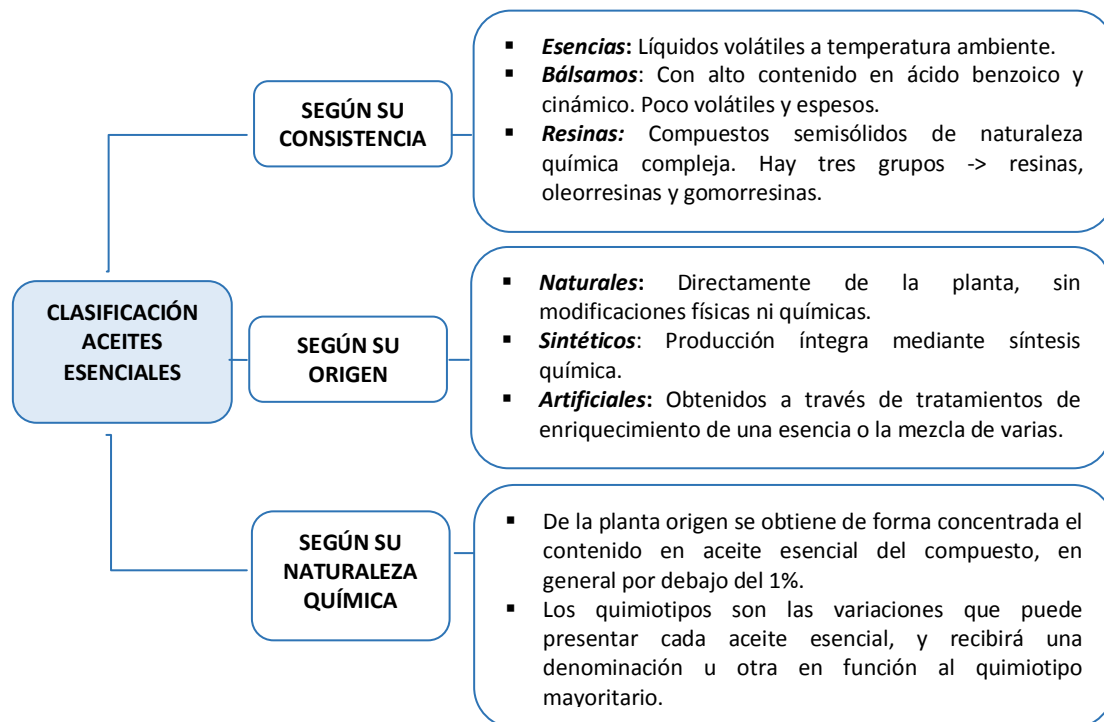 ▪ Esencias: Líquidos volátiles a temperatura ambiente.
▪ Bálsamos: Con alto contenido en ácido benzoico y
cinámico. Poco volátiles y espesos.
▪ Resinas: Compuestos semisólidos de naturaleza
química compleja. Hay tres grupos -> resinas,
oleorresinas y gomorresinas.
SEGÚN SU
CONSISTENCIA
CLASIFICACIÓN
ACEITES
ESENCIALES
SEGÚN SU
ORIGEN
▪ Naturales: Directamente de la planta, sin
modificaciones físicas ni químicas.
▪ Sintéticos: Producción íntegra mediante síntesis
química.
▪ Artificiales: Obtenidos a través de tratamientos de
enriquecimiento de una esencia o la mezcla de varias.
SEGÚN SU
NATURALEZA
QUÍMICA
▪ De la planta origen se obtiene de forma concentrada el
contenido en aceite esencial del compuesto, en
general por debajo del 1%.
▪ Los quimiotipos son las variaciones que puede
presentar cada aceite esencial, y recibirá una
denominación u otra en función al quimiotipo
mayoritario.